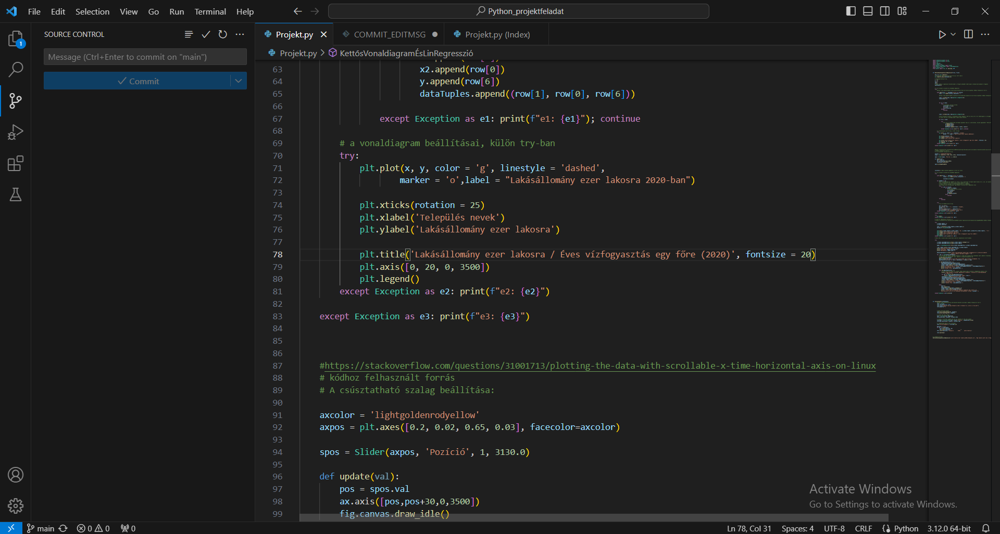 File Edit Selection View Go Run Terminal Help
Python_projektfeladat
SOURCE CONTROL
Message (Ctrl+Enter to commit on "main")
Commit
1
Projekt.py
COMMIT_EDITMSG
Projekt.py (Index)
Projekt.py > KettősVonaldiagramÉsLinRegresszió
63 x2.append(row[0])
64 y.append(row[6])
65 dataTuples.append((row[1], row[0], row[6]))
66
67 except Exception as e1: print(f"e1: {e1}"); continue
68
69 # a vonaldiagram beállításai, külön try-ban
70 try:
71 plt.plot(x, y, color = 'g', linestyle = 'dashed',
72 marker = 'o',label = "Lakásállomány ezer lakosra 2020-ban")
73
74 plt.xticks(rotation = 25)
75 plt.xlabel('Település nevek')
76 plt.ylabel('Lakásállomány ezer lakosra')
77
78 plt.title('Lakásállomány ezer lakosra / Éves vízfogyasztás egy főre (2020)', fontsize = 20)
79 plt.axis([0, 20, 0, 3500])
80 plt.legend()
81 except Exception as e2: print(f"e2: {e2}")
82
83 except Exception as e3: print(f"e3: {e3}")
84
85
86
87 #https://stackoverflow.com/questions/31001713/plotting-the-data-with-scrollable-x-time-horizontal-axis-on-linux
88 # kódhoz felhasznált forrás
89 # A csúsztatható szalag beállítása:
90
91 axcolor = 'lightgoldenrodyellow'
92 axpos = plt.axes([0.2, 0.02, 0.65, 0.03], facecolor=axcolor)
93
94 spos = Slider(axpos, 'Pozíció', 1, 3130.0)
95
96 def update(val):
97 pos = spos.val
98 ax.axis([pos,pos+30,0,3500])
99 fig.canvas.draw_idle()
Activate Windows
Go to Settings to activate Windows.
main 0 0 0
Ln 78, Col 31 Spaces: 4 UTF-8 CRLF Python 3.12.0 64-bit